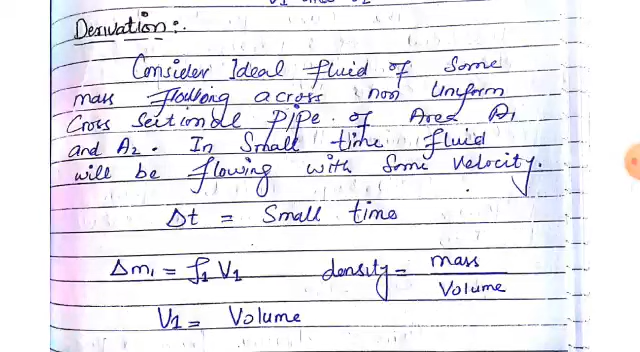 Derivation:.
Consider Ideal fluid of Some
mass flowing across non Uniform
Cross Sectional PiPe of Area A1
and A2. In Small time fluid
will be flowing with Some velocity.
Δt = Small time
Δm1 = ρ1 V1 density = mass / Volume
V1 = Volume